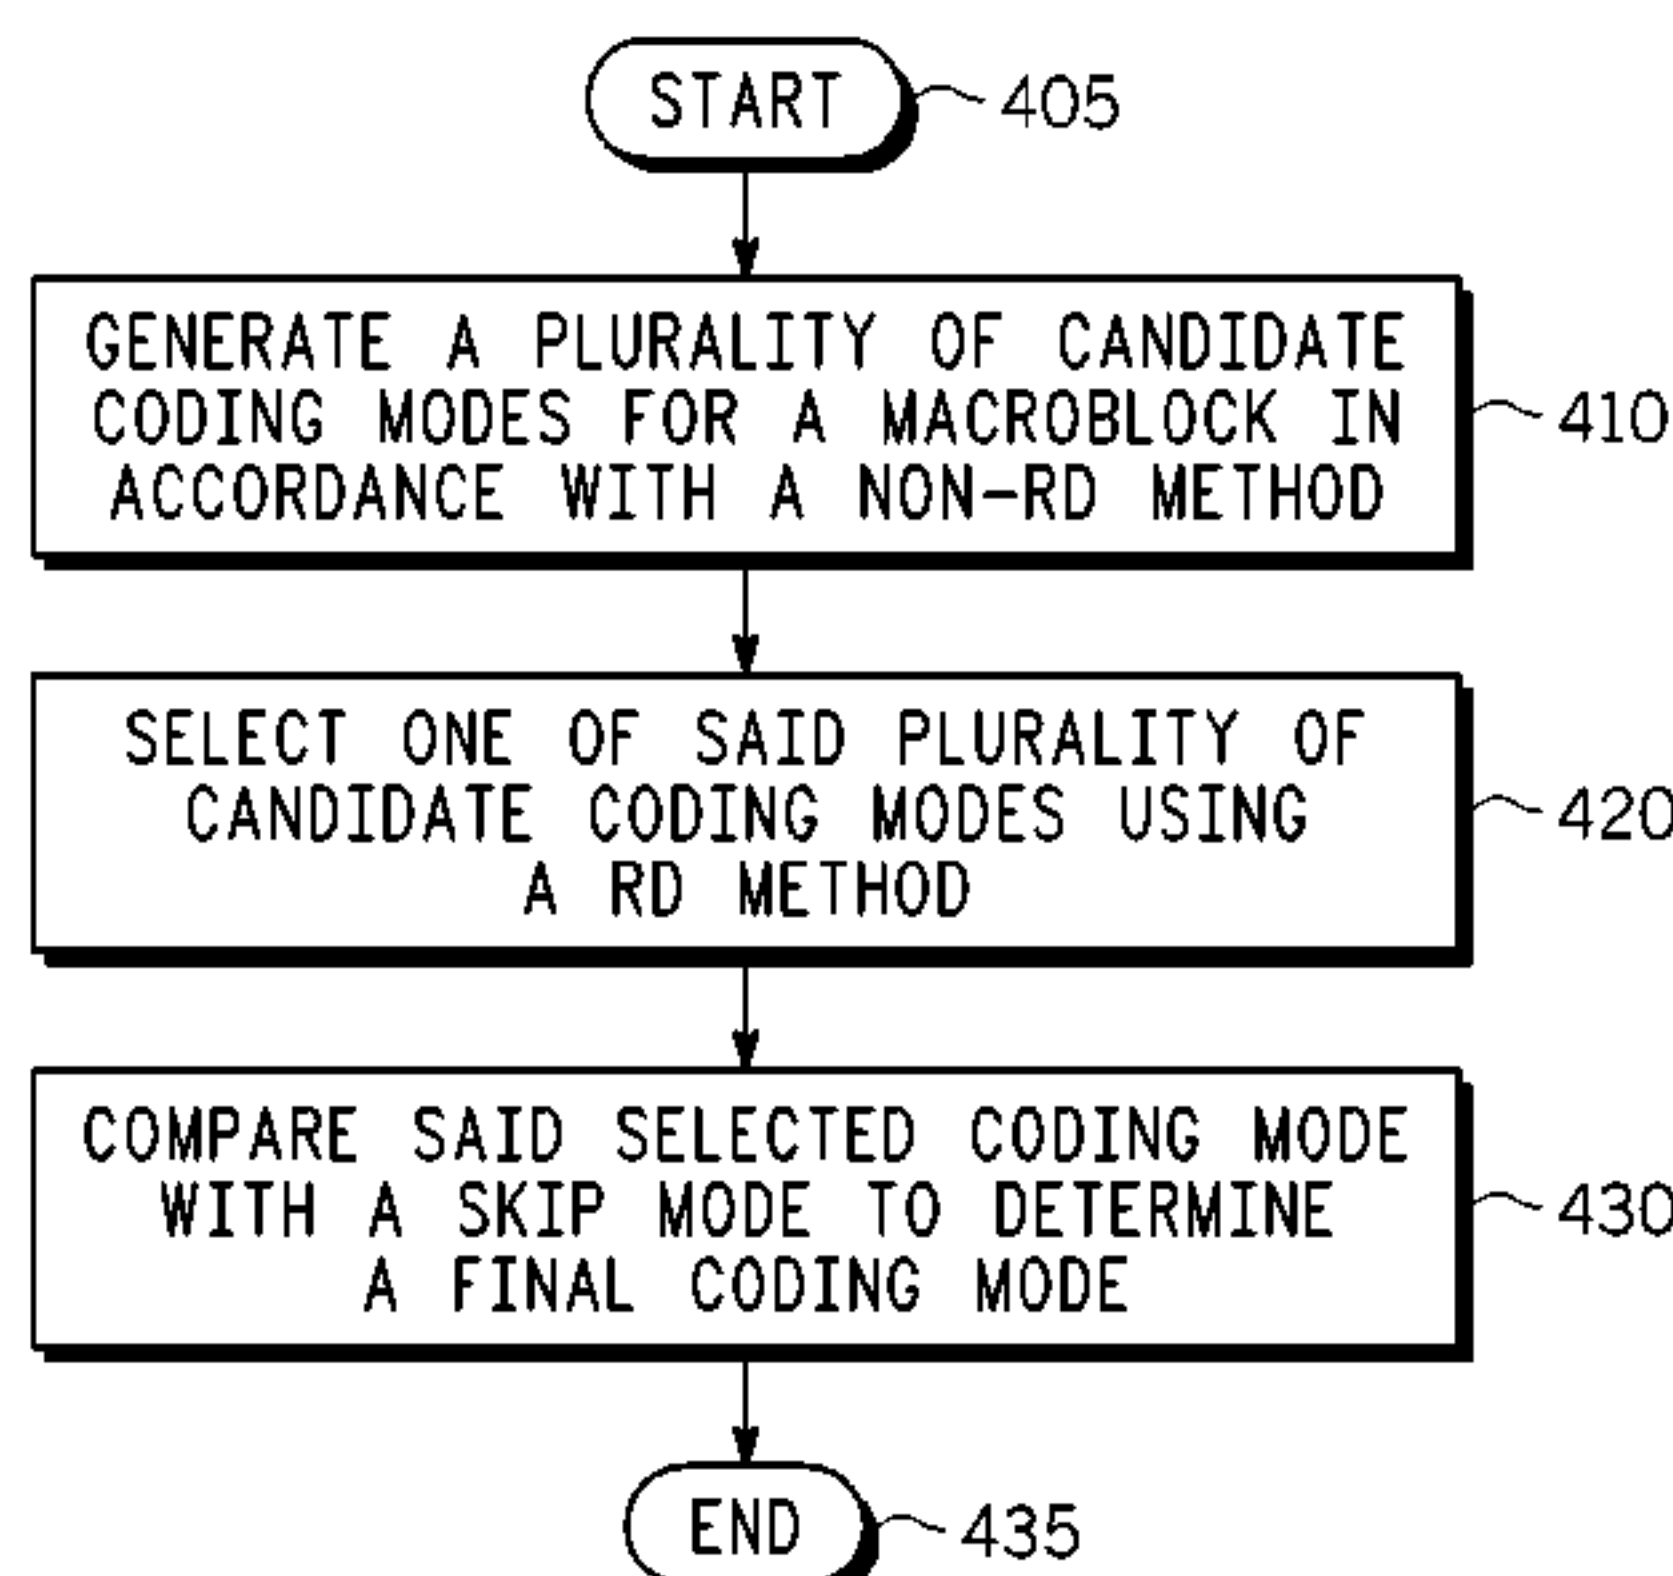 START
405
GENERATE A PLURALITY OF CANDIDATE
CODING MODES FOR A MACROBLOCK IN
ACCORDANCE WITH A NON-RD METHOD
410
SELECT ONE OF SAID PLURALITY OF
CANDIDATE CODING MODES USING
A RD METHOD
420
COMPARE SAID SELECTED CODING MODE
WITH A SKIP MODE TO DETERMINE
A FINAL CODING MODE
430
END
435